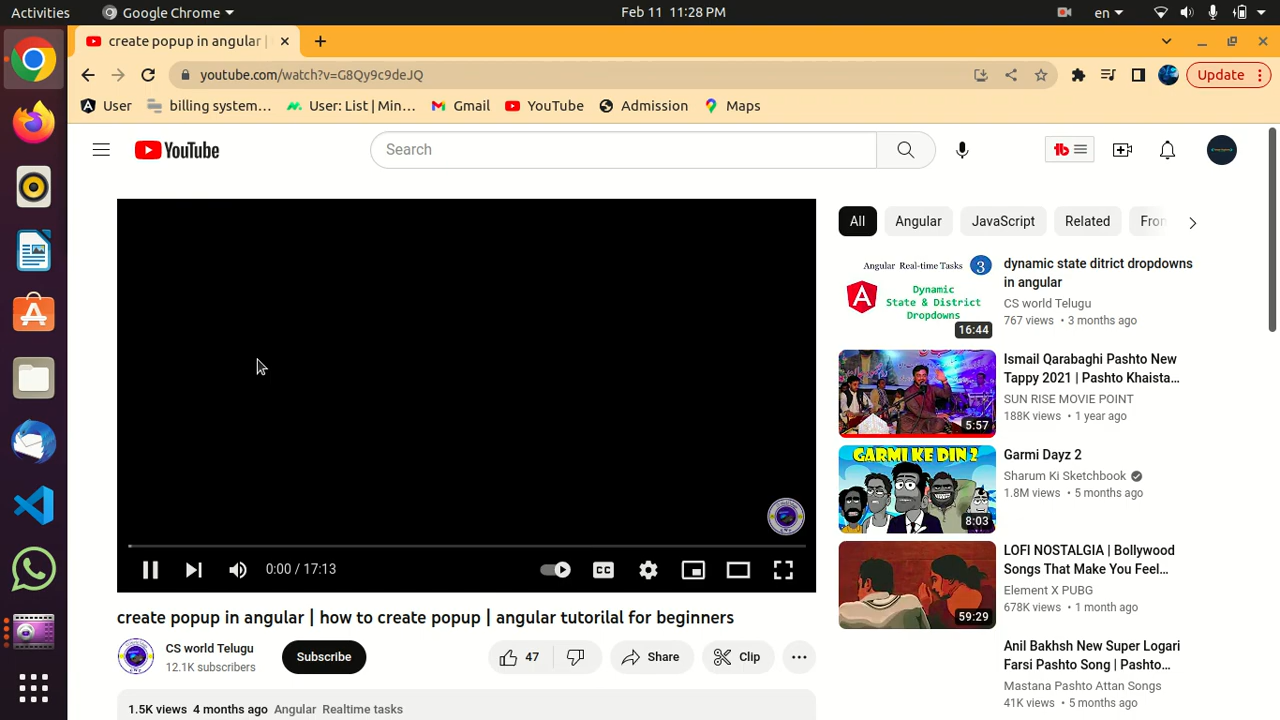 Activities
Google Chrome
Feb 11 11:28 PM
en
create popup in angular |
youtube.com/watch?v=G8Qy9c9deJQ
Update
User
billing system...
User: List | Min...
Gmail
YouTube
Admission
Maps
YouTube
Search
All
Angular
JavaScript
Related
Fro
0:00 / 17:13
CC
create popup in angular | how to create popup | angular tutorilal for beginners
CS world Telugu
12.1K subscribers
Subscribe
47
Share
Clip
1.5K views 4 months ago Angular Realtime tasks
Angular Real-time Tasks 3
Dynamic
State & District
Dropdowns
16:44
dynamic state ditrict dropdowns
in angular
CS world Telugu
767 views • 3 months ago
5:57
Ismail Qarabaghi Pashto New
Tappy 2021 | Pashto Khaista...
SUN RISE MOVIE POINT
188K views • 1 year ago
GARMI KE DIN 2
8:03
Garmi Dayz 2
Sharum Ki Sketchbook
1.8M views • 5 months ago
59:29
LOFI NOSTALGIA | Bollywood
Songs That Make You Feel...
Element X PUBG
678K views • 1 month ago
Anil Bakhsh New Super Logari
Farsi Pashto Song | Pashto...
Mastana Pashto Attan Songs
41K views • 5 months ago